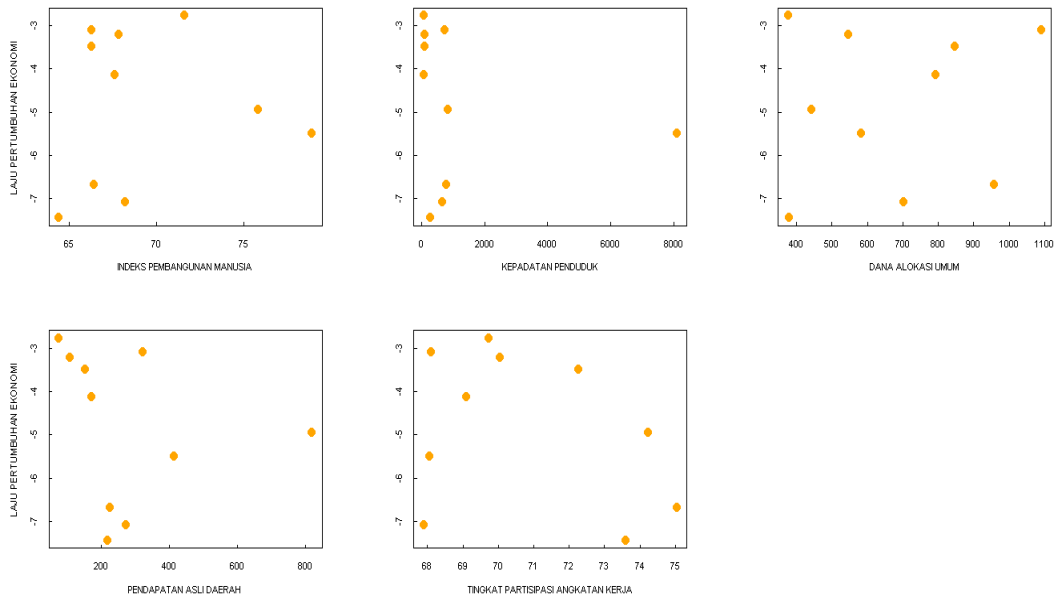 LAJU PERTUMBUHAN EKONOMI
-3
-4
-5
-6
-7
65 70 75
INDEKS PEMBANGUNAN MANUSIA
0 2000 4000 6000 8000
-3
-4
-5
-6
-7
KEPADATAN PENDUDUK
-3
-4
-5
-6
-7
400 500 600 700 800 900 1000 1100
DANA ALOKASI UMUM
LAJU PERTUMBUHAN EKONOMI
-3
-4
-5
-6
-7
200 400 600 800
PENDAPATAN ASLI DAERAH
-3
-4
-5
-6
-7
68 69 70 71 72 73 74 75
TINGKAT PARTISIPASI ANGKATAN KERJA